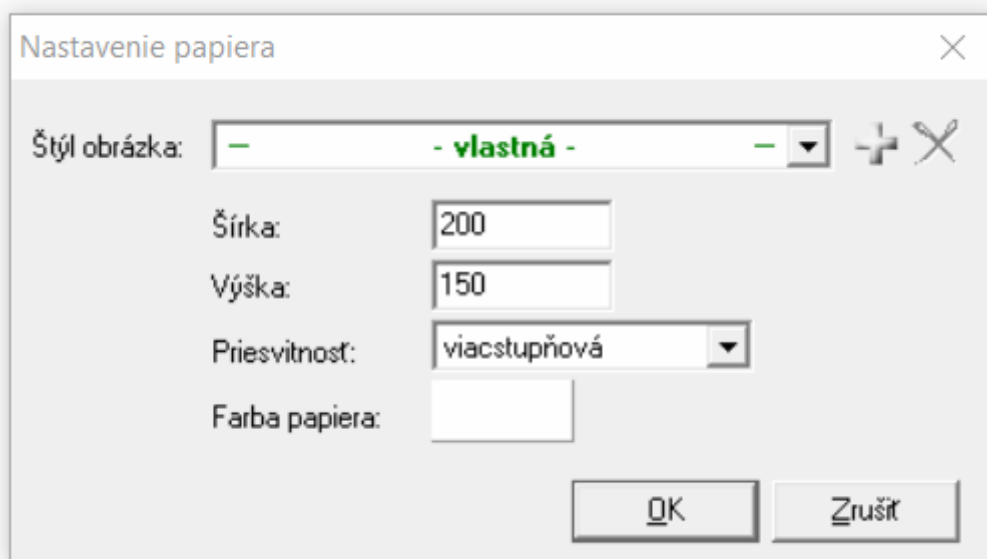 Nastavenie papiera
Štýl obrázka: – - vlastná - –
Šírka: 200
Výška: 150
Priesvitnosť: viacstupňová
Farba papiera:
OK Zrušiť